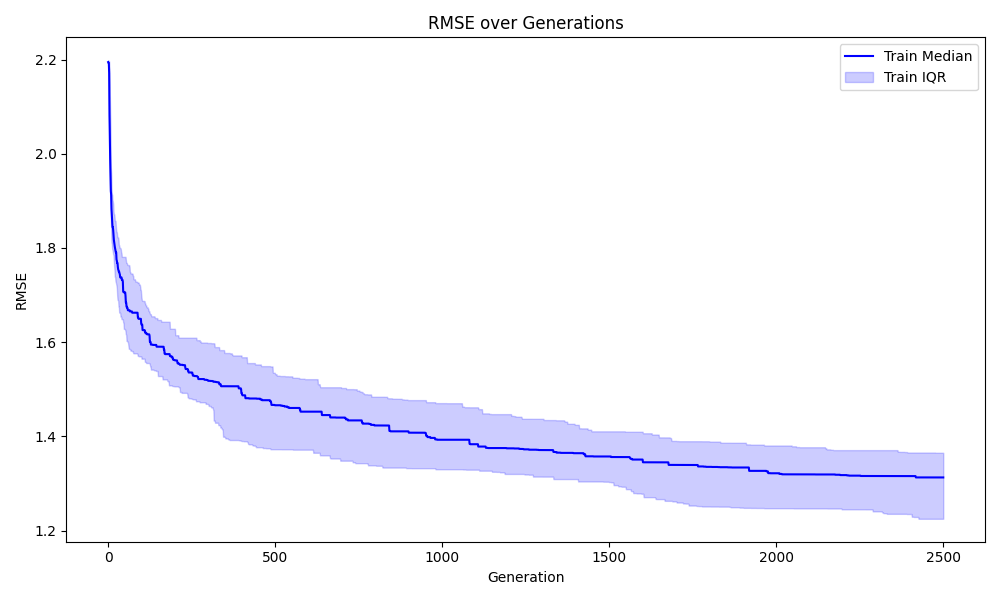 RMSE over Generations
Train Median
Train IQR
RMSE
2.2
2.0
1.8
1.6
1.4
1.2
0
500
1000
1500
2000
2500
Generation